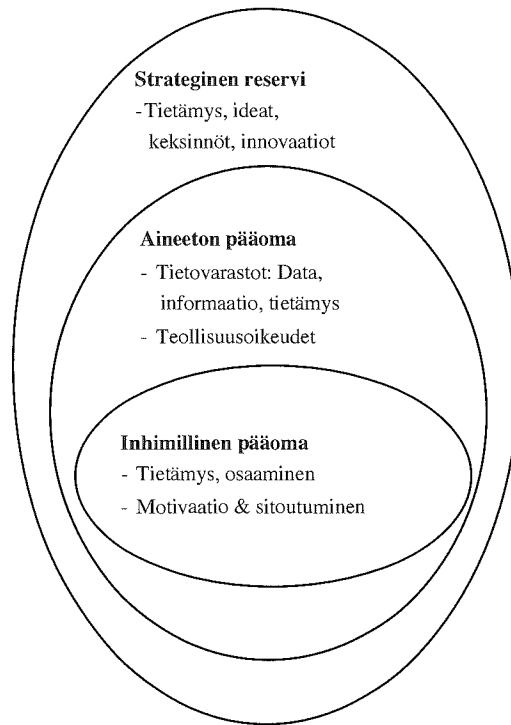 Strateginen reservi
-Tietämys, ideat,
keksinnöt, innovaatiot
Aineeton pääoma
- Tietovarastot: Data,
informaatio, tietämys
- Teollisuusoikeudet
Inhimillinen pääoma
- Tietämys, osaaminen
- Motivaatio & sitoutuminen